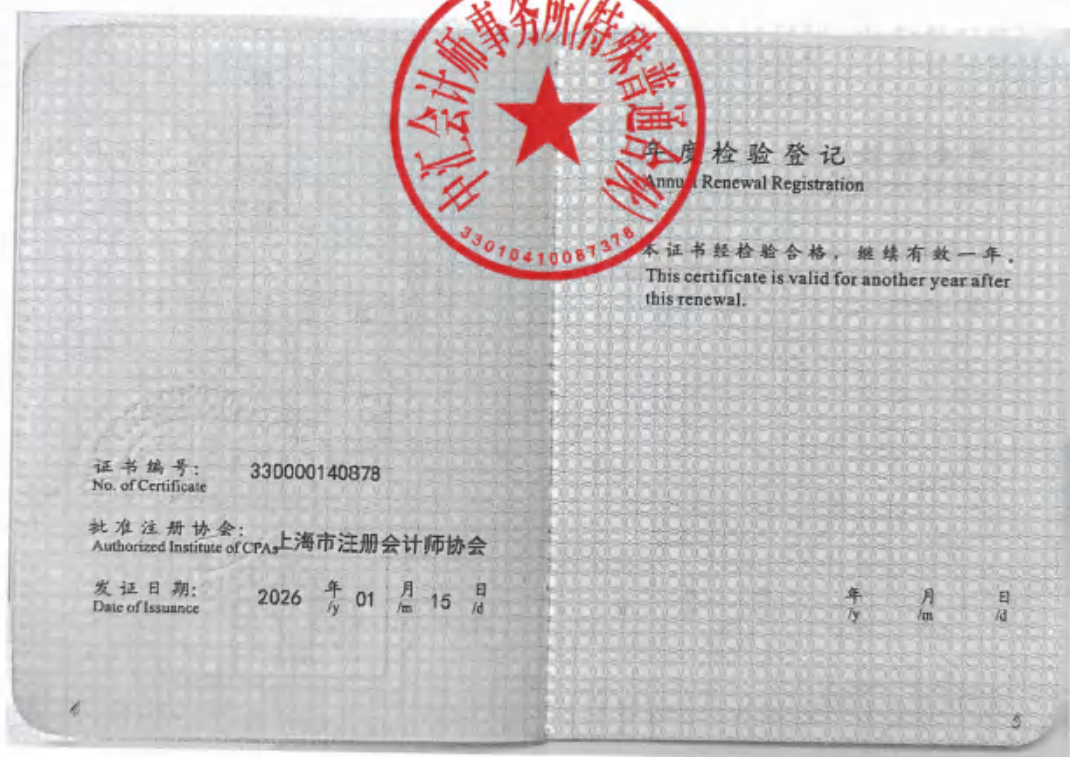 中汇会计师事务所(特殊普通合伙)
33010410087378
证书编号: 330000140878
No. of Certificate
批准注册协会: 上海市注册会计师协会
Authorized Institute of CPAs
发证日期: 2026 年 01 月 15 日
Date of Issuance /y /m /d
4
年度检验登记
Annual Renewal Registration
本证书经检验合格，继续有效一年。
This certificate is valid for another year after
this renewal.
年 月 日
/y /m /d
5